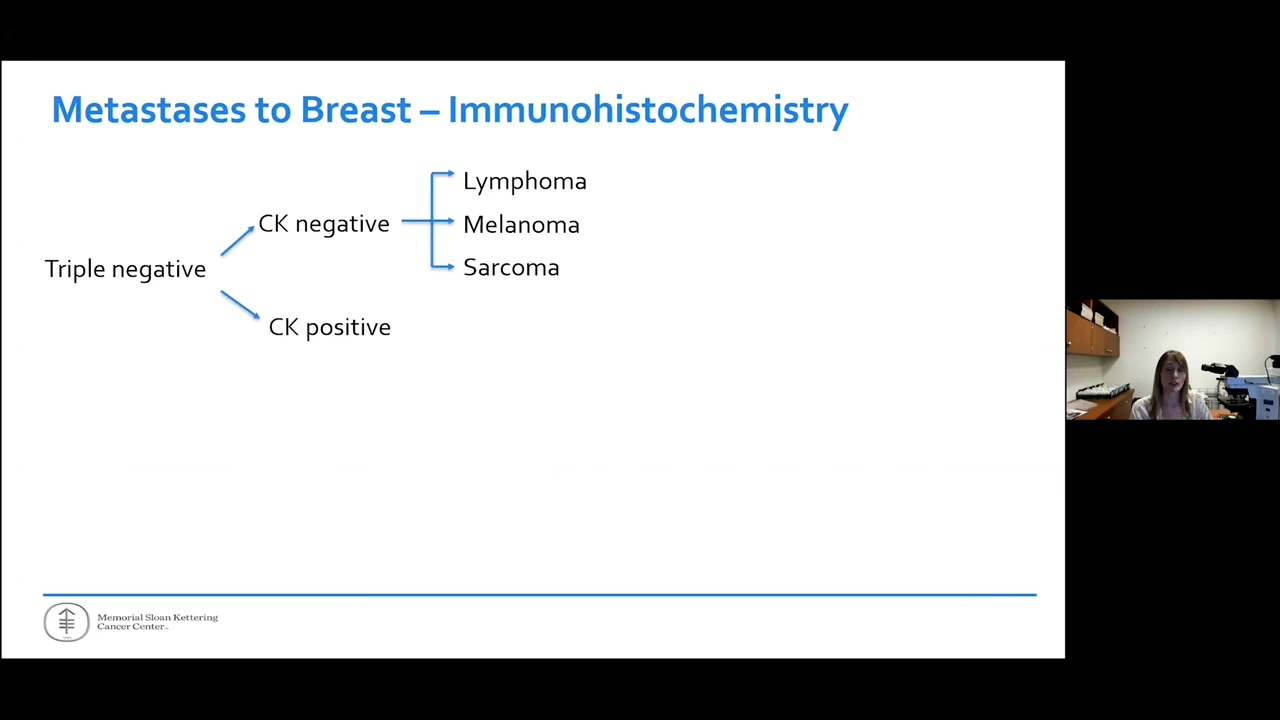 Metastases to Breast – Immunohistochemistry
Lymphoma
CK negative
Melanoma
Triple negative
Sarcoma
CK positive
Memorial Sloan Kettering
Cancer Center